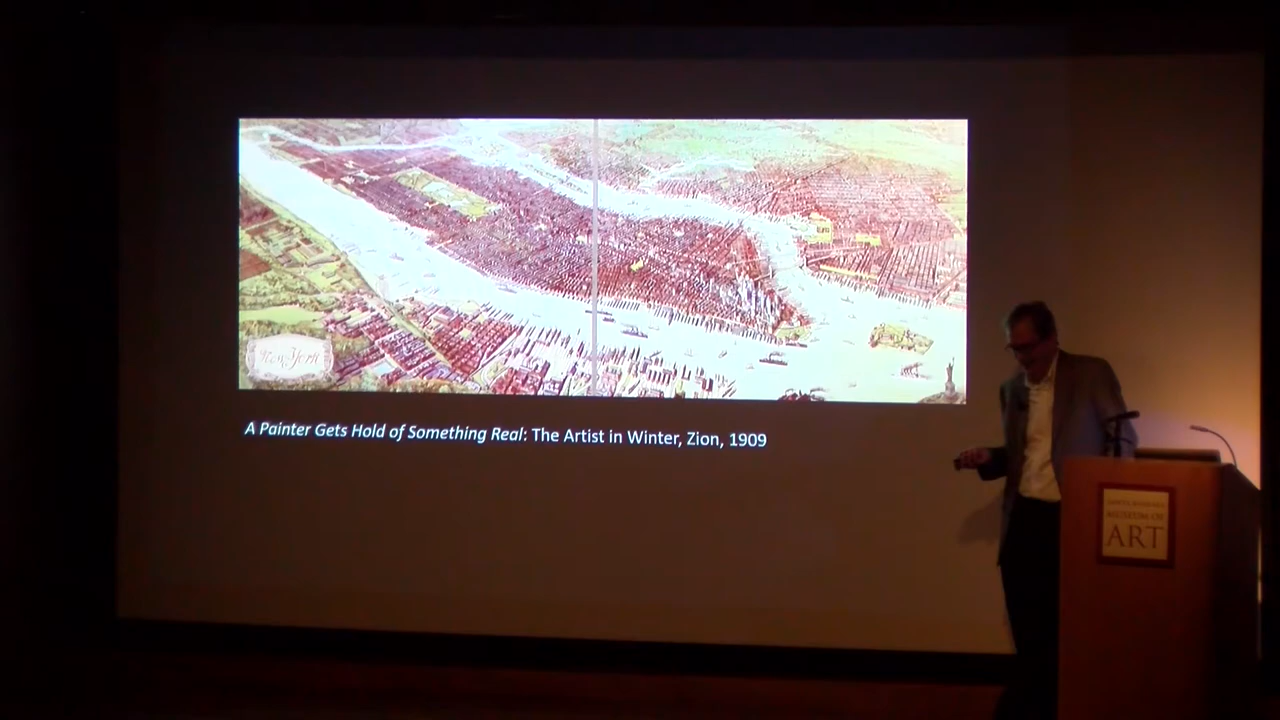 New York
A Painter Gets Hold of Something Real: The Artist in Winter, Zion, 1909
MUSEUM OF
ART